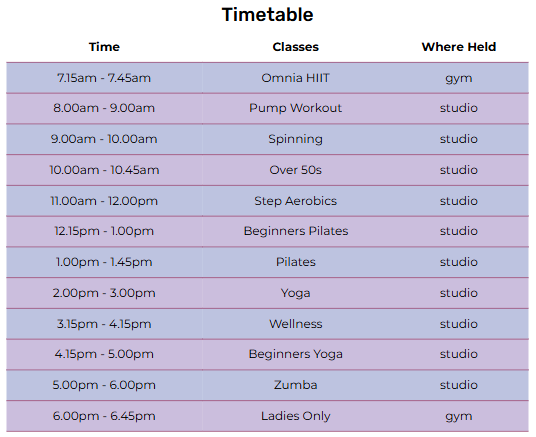 Timetable
Time Classes Where Held
7.15am - 7.45am Omnia HIIT gym
8.00am - 9.00am Pump Workout studio
9.00am - 10.00am Spinning studio
10.00am - 10.45am Over 50s studio
11.00am - 12.00pm Step Aerobics studio
12.15pm - 1.00pm Beginners Pilates studio
1.00pm - 1.45pm Pilates studio
2.00pm - 3.00pm Yoga studio
3.15pm - 4.15pm Wellness studio
4.15pm - 5.00pm Beginners Yoga studio
5.00pm - 6.00pm Zumba studio
6.00pm - 6.45pm Ladies Only gym